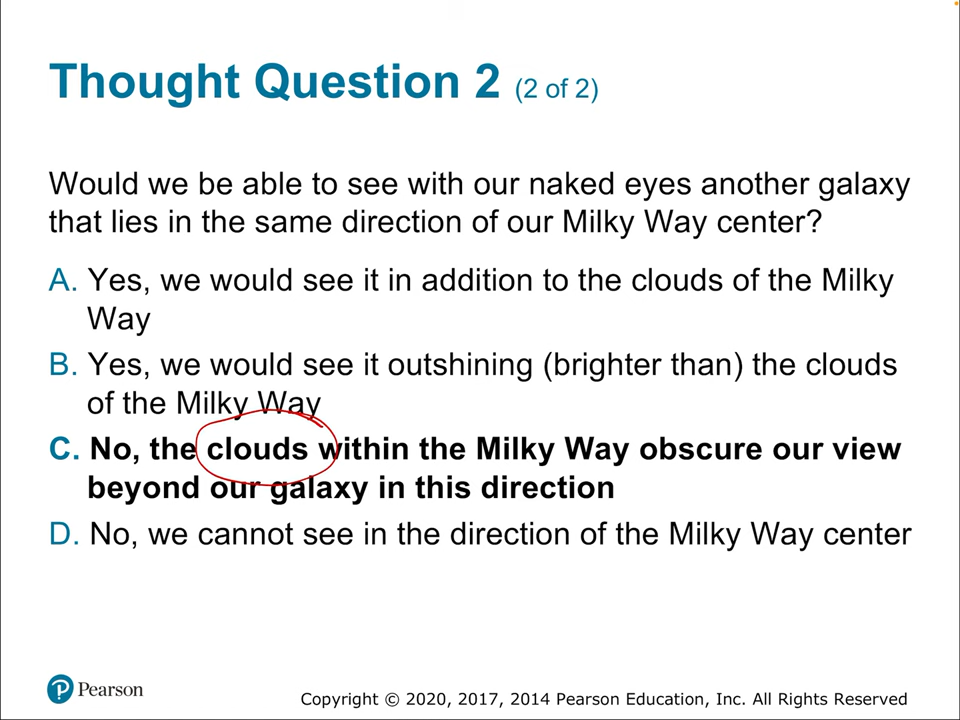 Thought Question 2 (2 of 2)
Would we be able to see with our naked eyes another galaxy
that lies in the same direction of our Milky Way center?
A. Yes, we would see it in addition to the clouds of the Milky
Way
B. Yes, we would see it outshining (brighter than) the clouds
of the Milky Way
C. No, the clouds within the Milky Way obscure our view
beyond our galaxy in this direction
D. No, we cannot see in the direction of the Milky Way center
P Pearson
Copyright © 2020, 2017, 2014 Pearson Education, Inc. All Rights Reserved